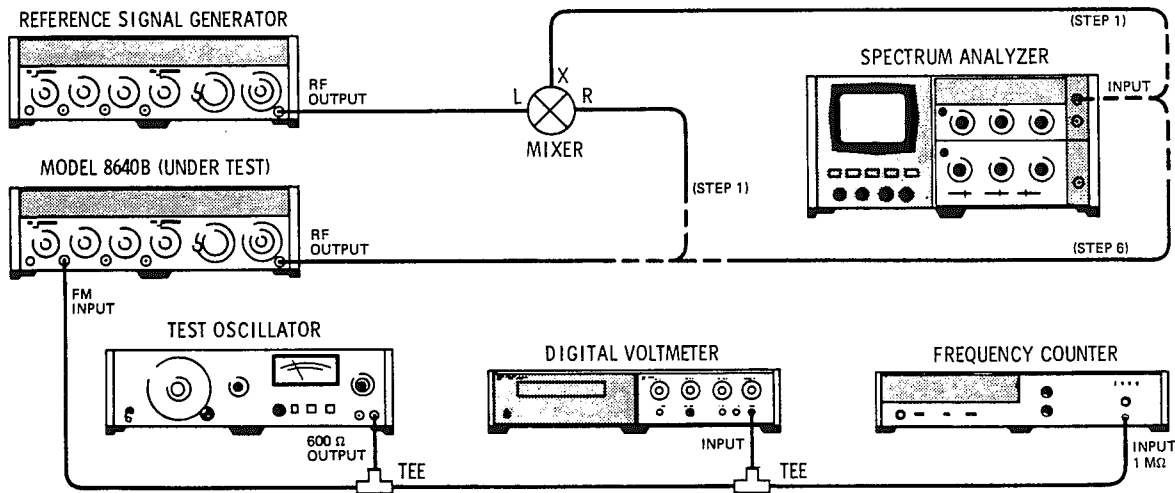 REFERENCE SIGNAL GENERATOR
RF
OUTPUT
L
X
R
MIXER
(STEP 1)
SPECTRUM ANALYZER
INPUT
MODEL 8640B (UNDER TEST)
RF
OUTPUT
(STEP 1)
(STEP 6)
FM
INPUT
TEST OSCILLATOR
600 Ω
OUTPUT
TEE
DIGITAL VOLTMETER
INPUT
TEE
FREQUENCY COUNTER
INPUT
1 MΩ